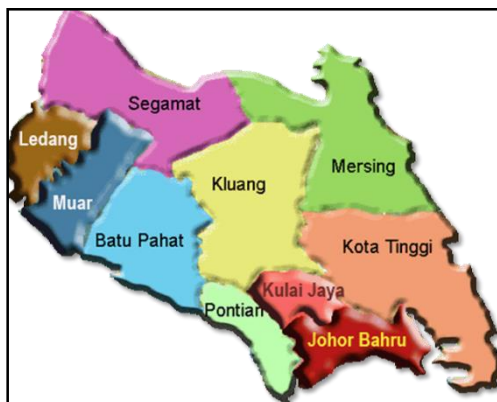 Segamat
Ledang
Mersing
Kluang
Muar
Batu Pahat
Kota Tinggi
Kulai Jaya
Pontian
Johor Bahru